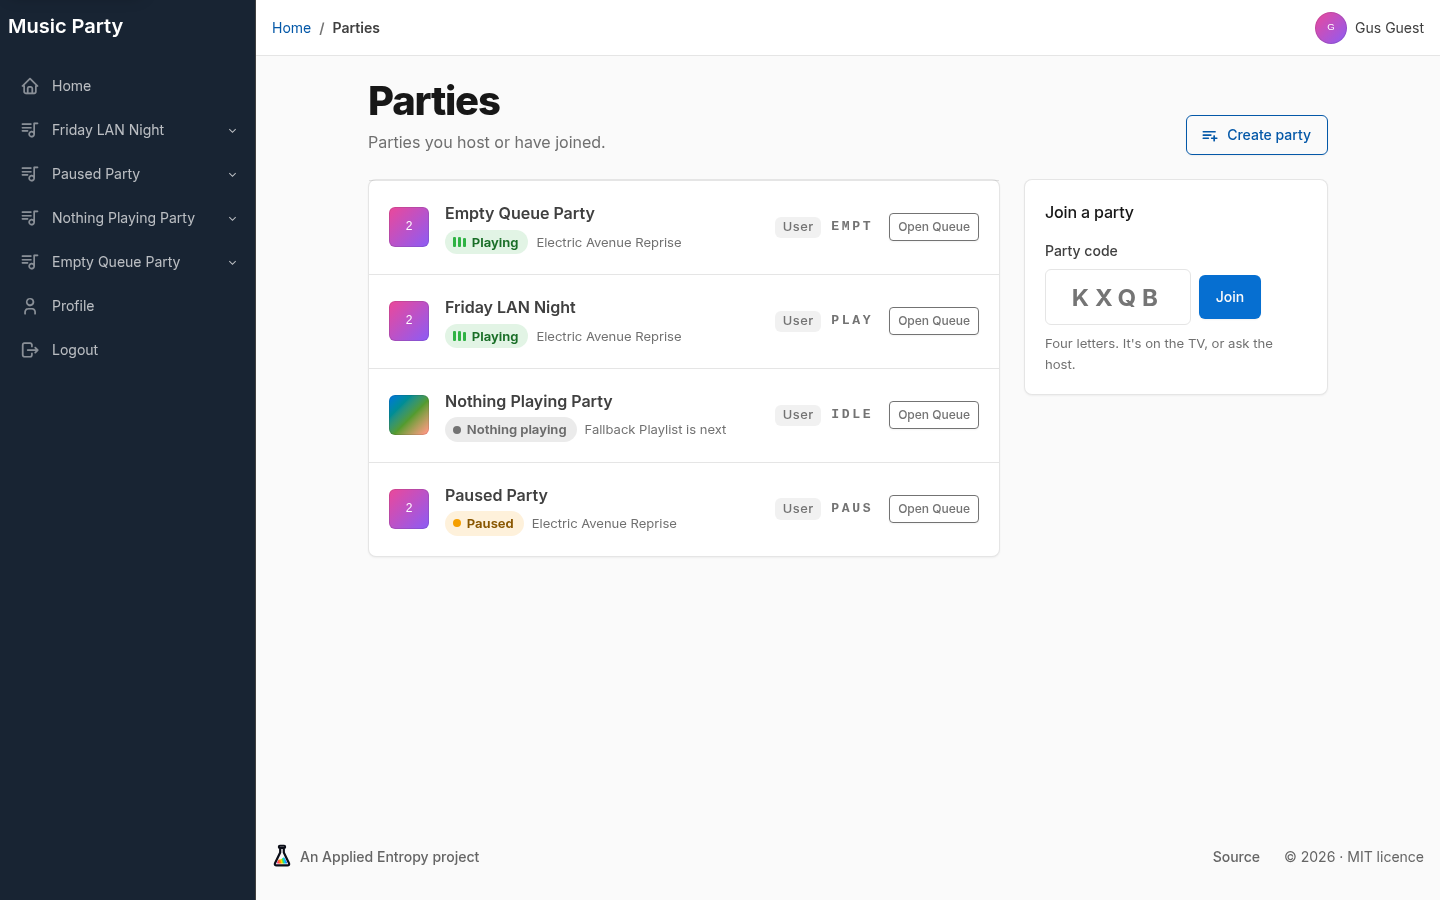 Music Party
Home
Friday LAN Night
Paused Party
Nothing Playing Party
Empty Queue Party
Profile
Logout
Home / Parties
G Gus Guest
Parties
Parties you host or have joined.
Create party
2 Empty Queue Party
Playing Electric Avenue Reprise
User EMPT Open Queue
2 Friday LAN Night
Playing Electric Avenue Reprise
User PLAY Open Queue
Nothing Playing Party
Nothing playing Fallback Playlist is next
User IDLE Open Queue
2 Paused Party
Paused Electric Avenue Reprise
User PAUS Open Queue
Join a party
Party code
KXQB Join
Four letters. It's on the TV, or ask the
host.
An Applied Entropy project
Source © 2026 · MIT licence